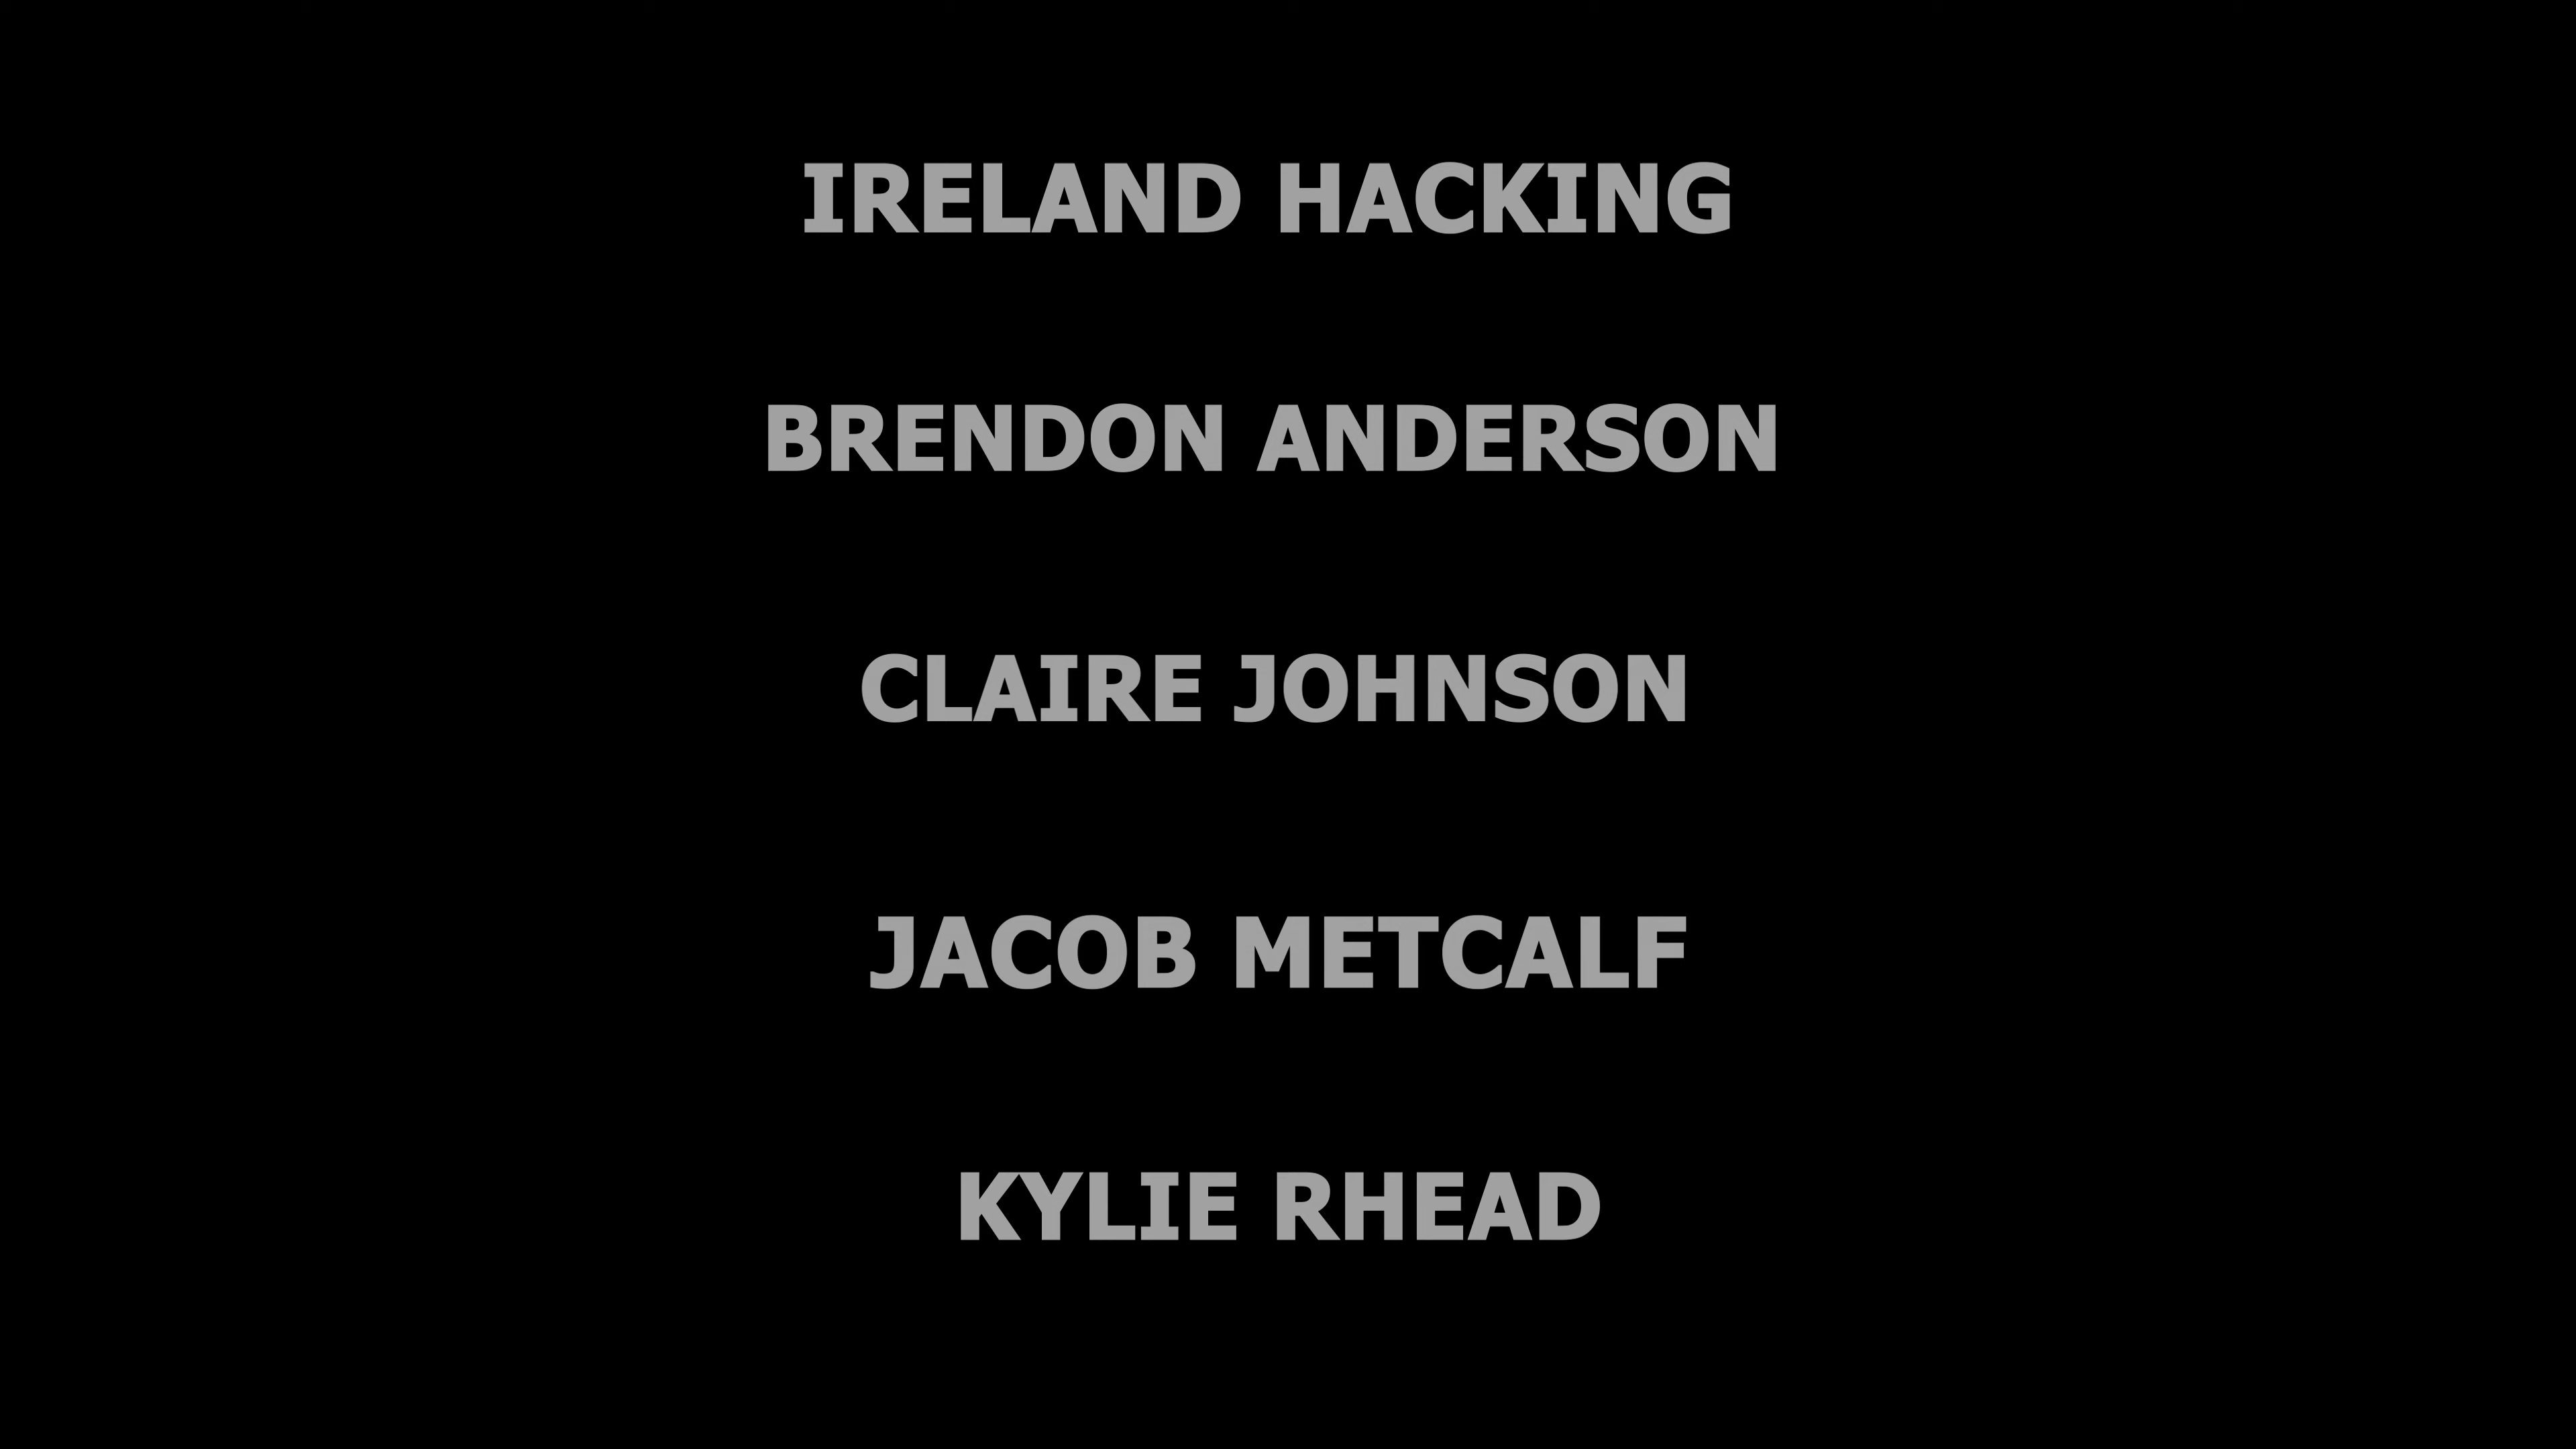 IRELAND HACKING
BRENDON ANDERSON
CLAIRE JOHNSON
JACOB METCALF
KYLIE RHEAD